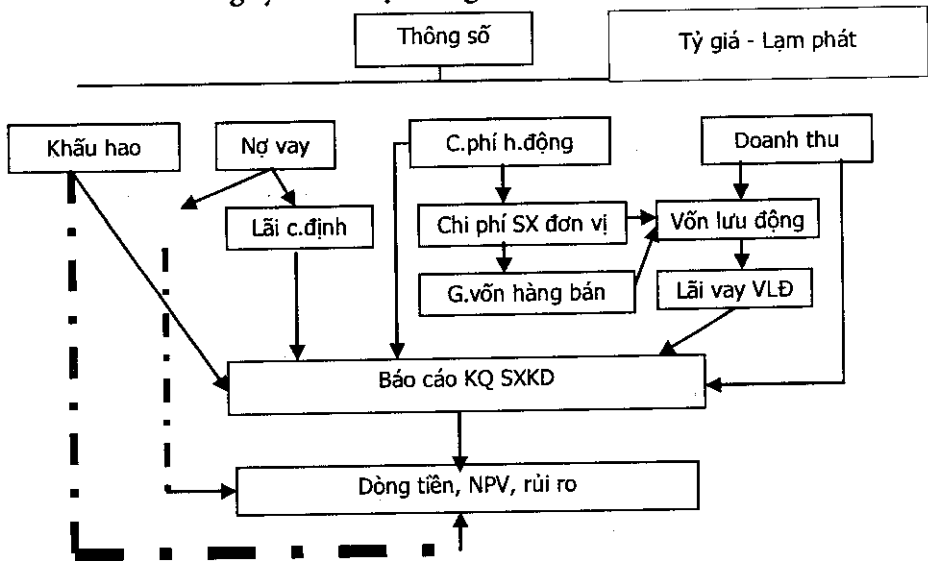 Thông số
Tỷ giá - Lạm phát
Khấu hao
Nợ vay
C.phí h.động
Doanh thu
Lãi c.định
Chi phí SX đơn vị
Vốn lưu động
G.vốn hàng bán
Lãi vay VLĐ
Báo cáo KQ SXKD
Dòng tiền, NPV, rủi ro